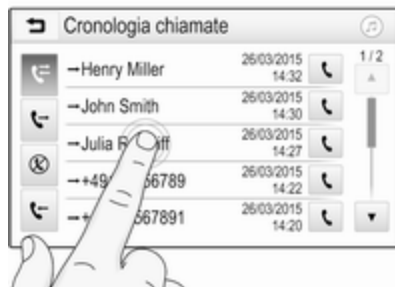 Cronologia chiamate
1/2
→Henry Miller 26/03/2015 14:32
→John Smith 26/03/2015 14:30
→Julia 26/03/2015 14:27
56789 26/03/2015 14:22
567891 26/03/2015 14:20